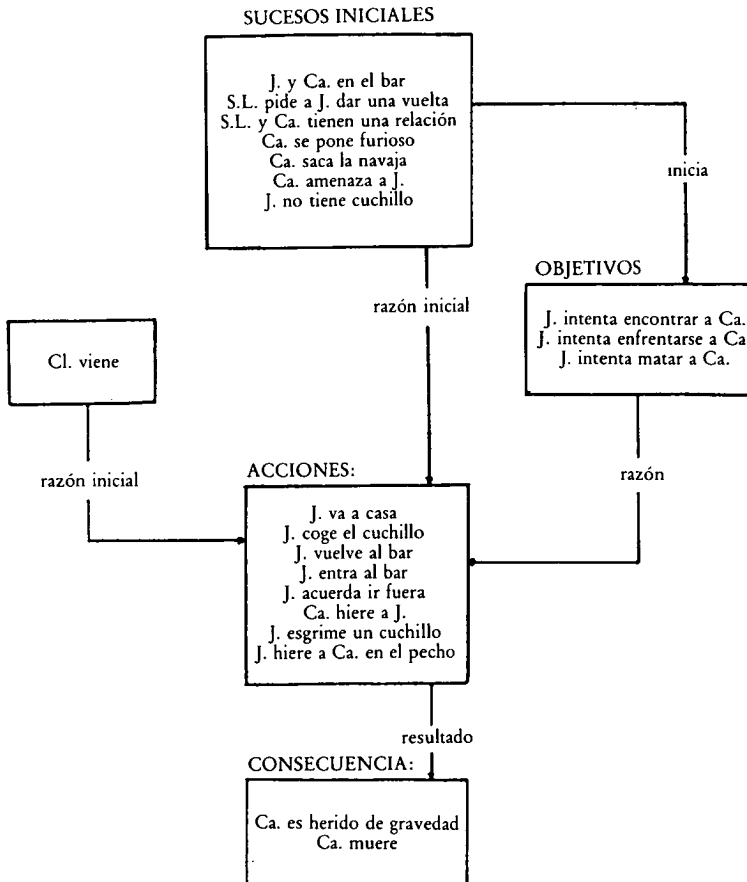 SUCESOS INICIALES
J. y Ca. en el bar
S.L. pide a J. dar una vuelta
S.L. y Ca. tienen una relación
Ca. se pone furioso
Ca. saca la navaja
Ca. amenaza a J.
J. no tiene cuchillo
inicia
OBJETIVOS
J. intenta encontrar a Ca.
J. intenta enfrentarse a Ca
J. intenta matar a Ca.
razón inicial
Cl. viene
razón inicial
razón
ACCIONES:
J. va a casa
J. coge el cuchillo
J. vuelve al bar
J. entra al bar
J. acuerda ir fuera
Ca. hiere a J.
J. esgrime un cuchillo
J. hiere a Ca. en el pecho
resultado
CONSECUENCIA:
Ca. es herido de gravedad
Ca. muere